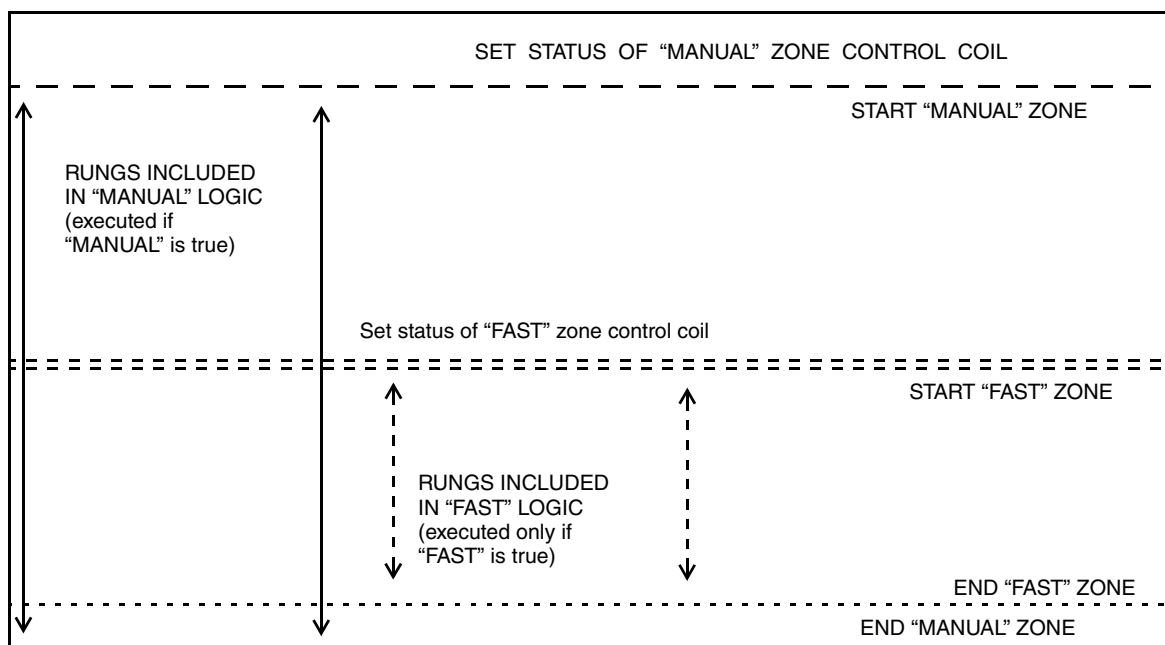 SET STATUS OF “MANUAL” ZONE CONTROL COIL
START “MANUAL” ZONE
RUNGS INCLUDED
IN “MANUAL” LOGIC
(executed if
“MANUAL” is true)
Set status of “FAST” zone control coil
START “FAST” ZONE
RUNGS INCLUDED
IN “FAST” LOGIC
(executed only if
“FAST” is true)
END “FAST” ZONE
END “MANUAL” ZONE